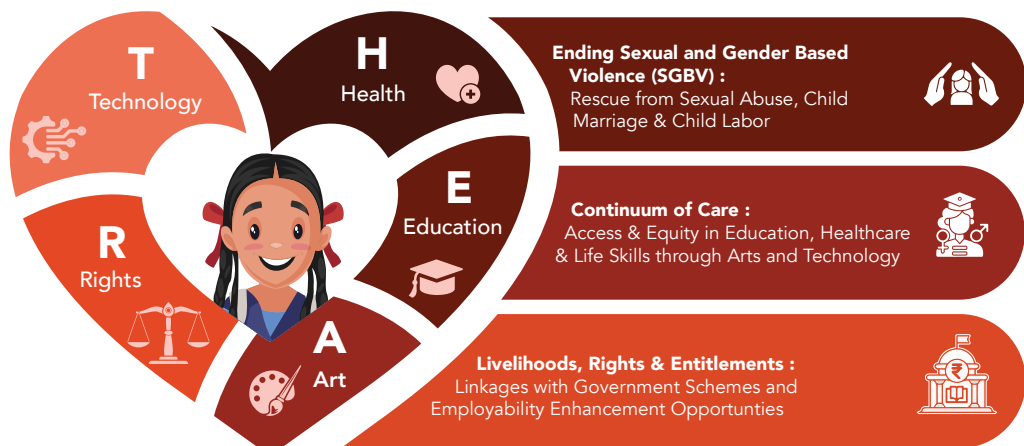 H
Health
E
Education
A
Art
R
Rights
T
Technology
Ending Sexual and Gender Based
Violence (SGBV) :
Rescue from Sexual Abuse, Child
Marriage & Child Labor
Continuum of Care :
Access & Equity in Education, Healthcare
& Life Skills through Arts and Technology
Livelihoods, Rights & Entitlements :
Linkages with Government Schemes and
Employability Enhancement Opportunties
₹